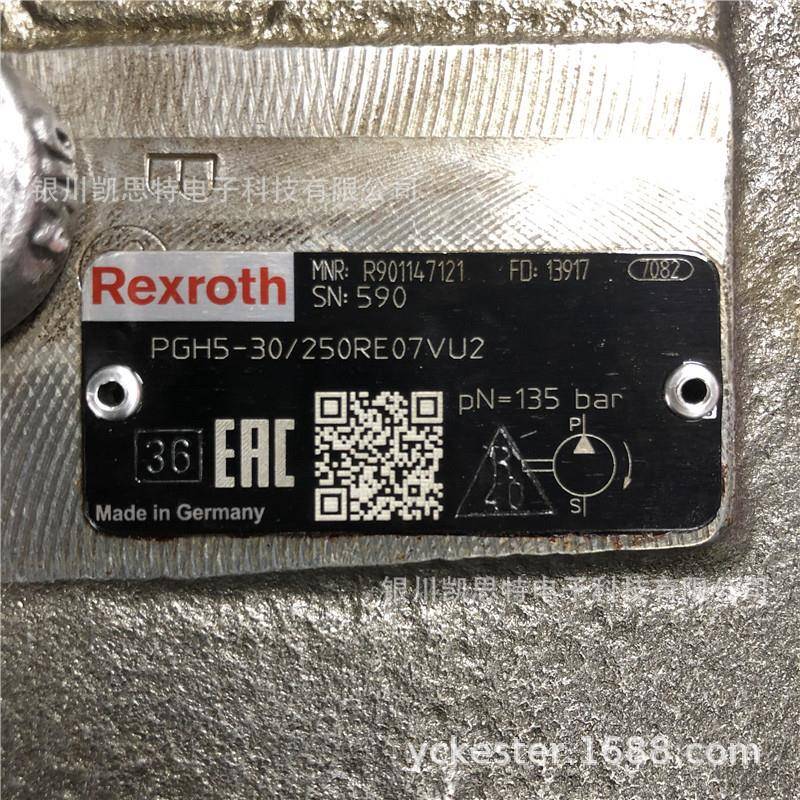 E
银川凯思特电子科技有限公司
Rexroth
MNR: R901147121 FD: 13917 7082
SN: 590
PGH5-30/250RE07VU2
pN=135 bar
P
36 EAC
R
40
S
Made in Germany
银川凯思特电子科技有限公司
yckester.1688.com